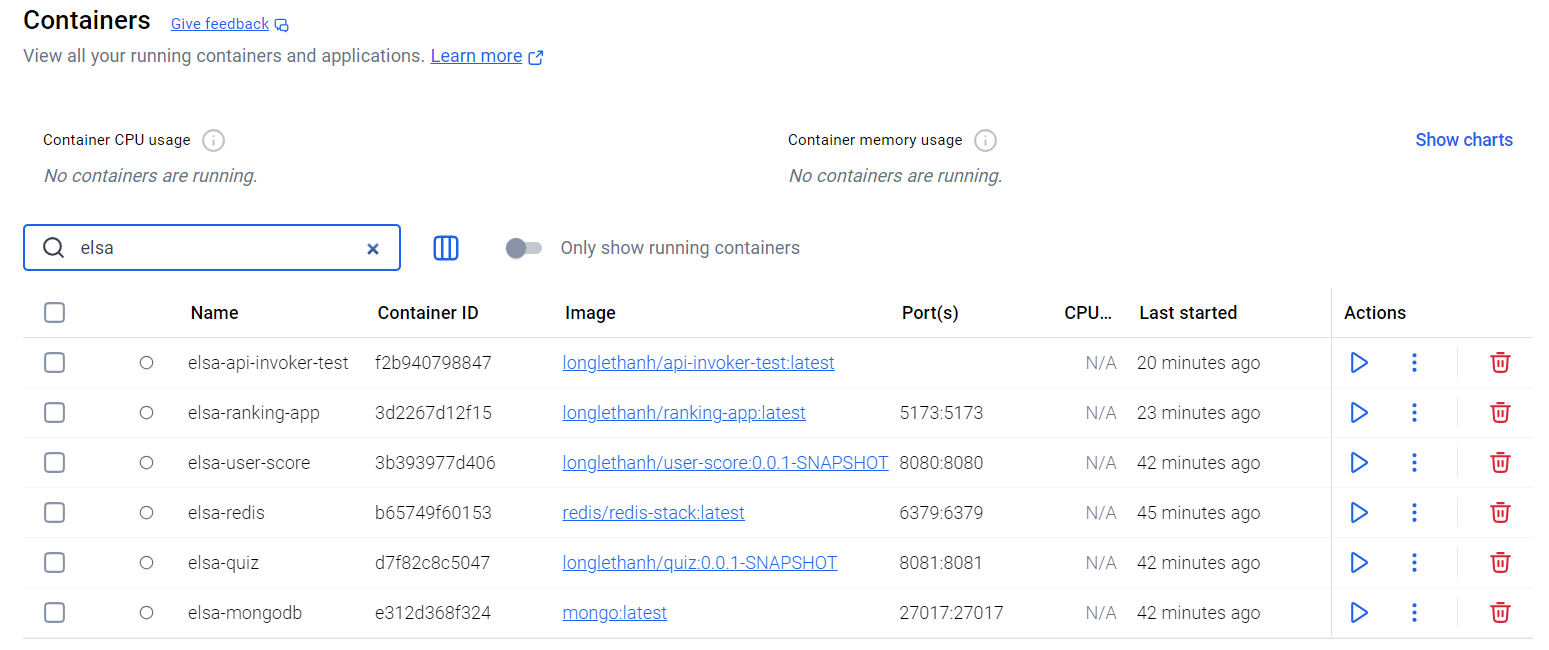 Containers Give feedback
View all your running containers and applications. Learn more
Container CPU usage Container memory usage Show charts
No containers are running. No containers are running.
elsa Only show running containers
Name Container ID Image Port(s) CPU... Last started Actions
elsa-api-invoker-test f2b940798847 longlethanh/api-invoker-test:latest N/A 20 minutes ago
elsa-ranking-app 3d2267d12f15 longlethanh/ranking-app:latest 5173:5173 N/A 23 minutes ago
elsa-user-score 3b393977d406 longlethanh/user-score:0.0.1-SNAPSHOT 8080:8080 N/A 42 minutes ago
elsa-redis b65749f60153 redis/redis-stack:latest 6379:6379 N/A 45 minutes ago
elsa-quiz d7f82c8c5047 longlethanh/quiz:0.0.1-SNAPSHOT 8081:8081 N/A 42 minutes ago
elsa-mongodb e312d368f324 mongo:latest 27017:27017 N/A 42 minutes ago